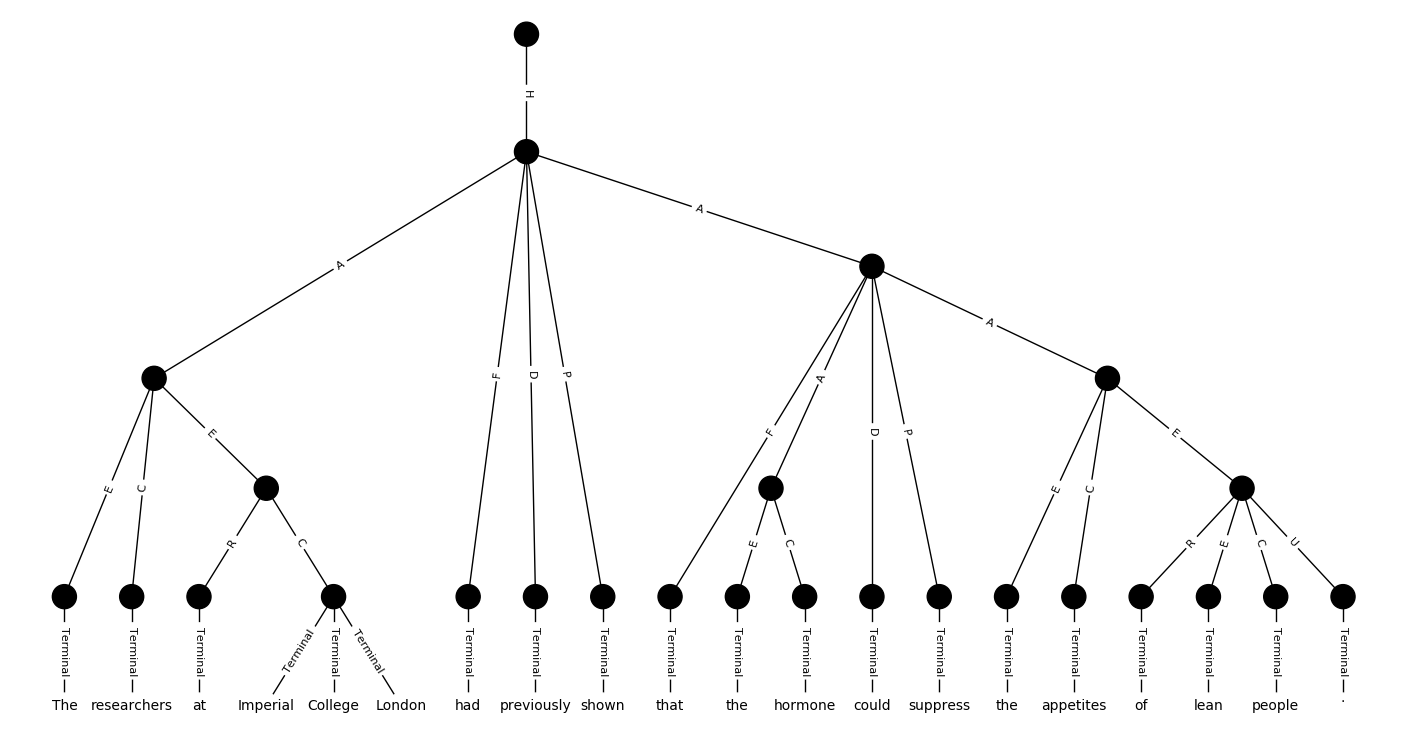 H
A
A
A
F
D
P
A
F
D
P
E
E
C
E
C
E
R
C
E
C
R
E
C
U
Terminal Terminal Terminal Terminal Terminal Terminal Terminal Terminal Terminal Terminal Terminal Terminal Terminal Terminal Terminal Terminal Terminal Terminal Terminal Terminal
The researchers at Imperial College London had previously shown that the hormone could suppress the appetites of lean people .